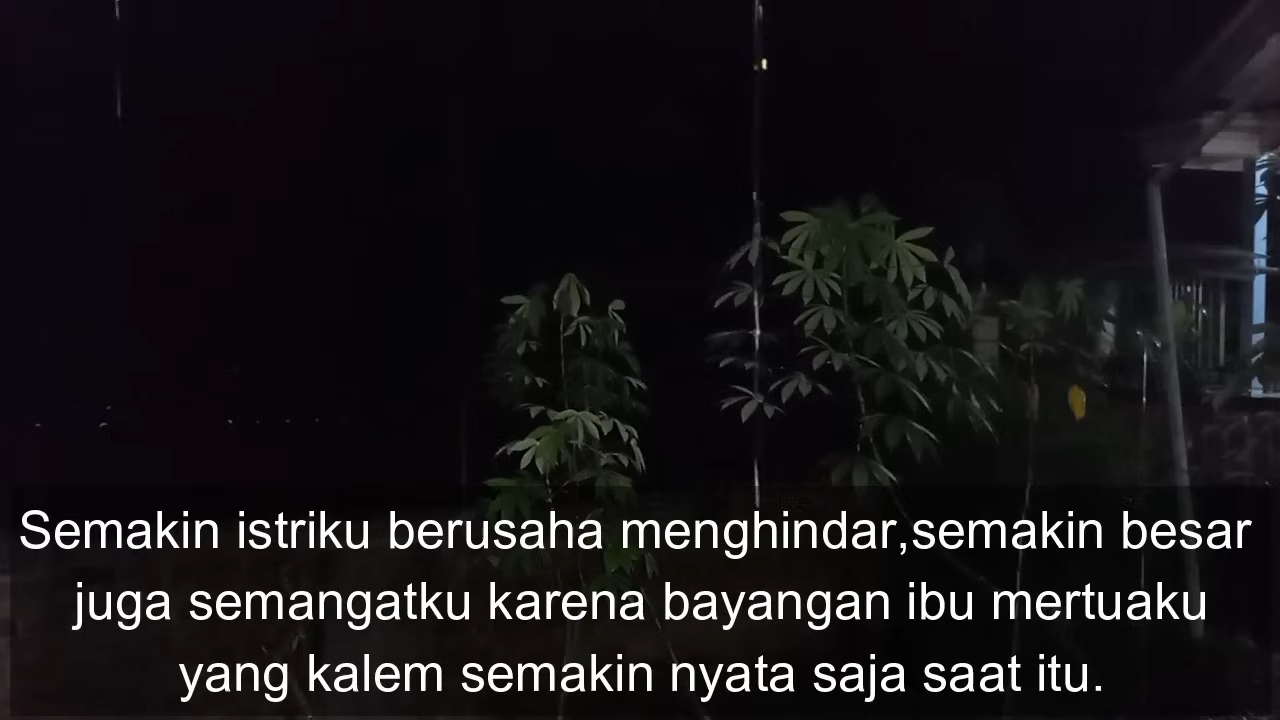 Semakin istriku berusaha menghindar,semakin besar
juga semangatku karena bayangan ibu mertuaku
yang kalem semakin nyata saja saat itu.